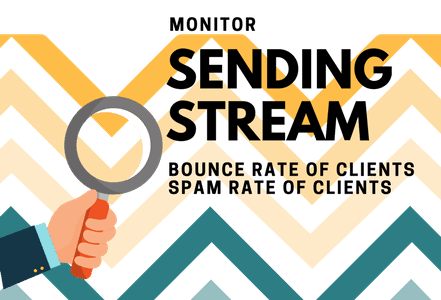 MONITOR
SENDING
STREAM
BOUNCE RATE OF CLIENTS
SPAM RATE OF CLIENTS